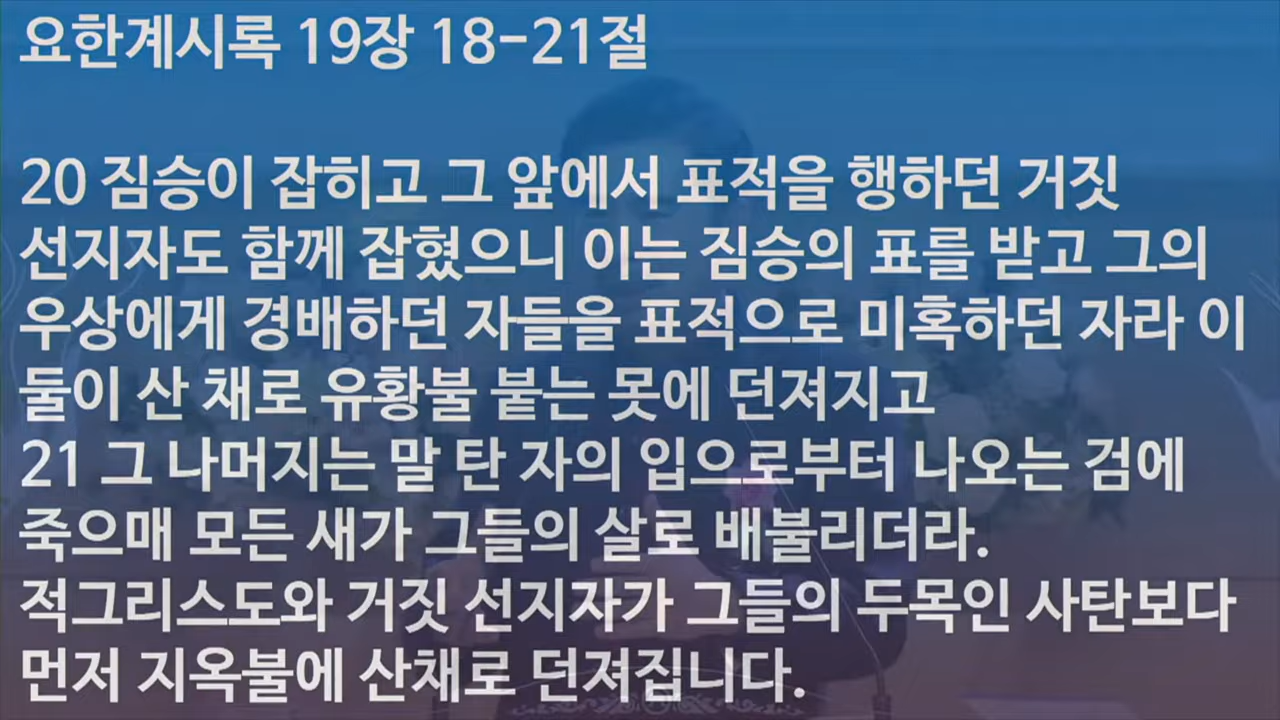 요한계시록 19장 18-21절
20 짐승이 잡히고 그 앞에서 표적을 행하던 거짓
선지자도 함께 잡혔으니 이는 짐승의 표를 받고 그의
우상에게 경배하던 자들을 표적으로 미혹하던 자라 이
둘이 산 채로 유황불 붙는 못에 던져지고
21 그 나머지는 말 탄 자의 입으로부터 나오는 검에
죽으매 모든 새가 그들의 살로 배불리더라.
적그리스도와 거짓 선지자가 그들의 두목인 사탄보다
먼저 지옥불에 산채로 던저집니다.